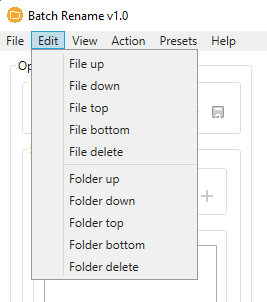 Batch Rename v1.0
File Edit View Action Presets Help
Op
File up
File down
File top
File bottom
File delete
Folder up
Folder down
Folder top
Folder bottom
Folder delete